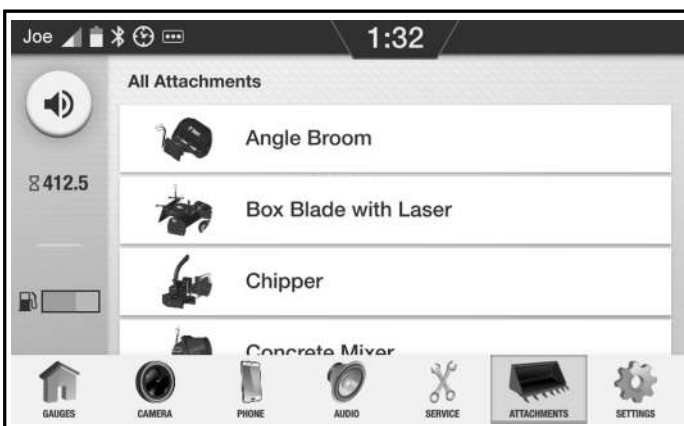 Joe 1:32
All Attachments
Angle Broom
412.5
Box Blade with Laser
Chipper
Concrete Mixer
GAUGES CAMERA PHONE AUDIO SERVICE ATTACHMENTS SETTINGS